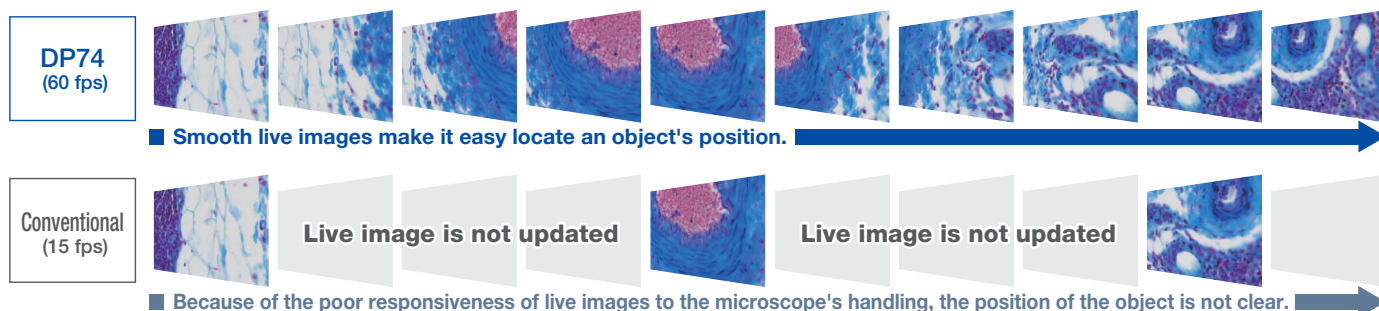 DP74
(60 fps)
■ Smooth live images make it easy locate an object's position.
Conventional
(15 fps)
Live image is not updated
Live image is not updated
■ Because of the poor responsiveness of live images to the microscope's handling, the position of the object is not clear.